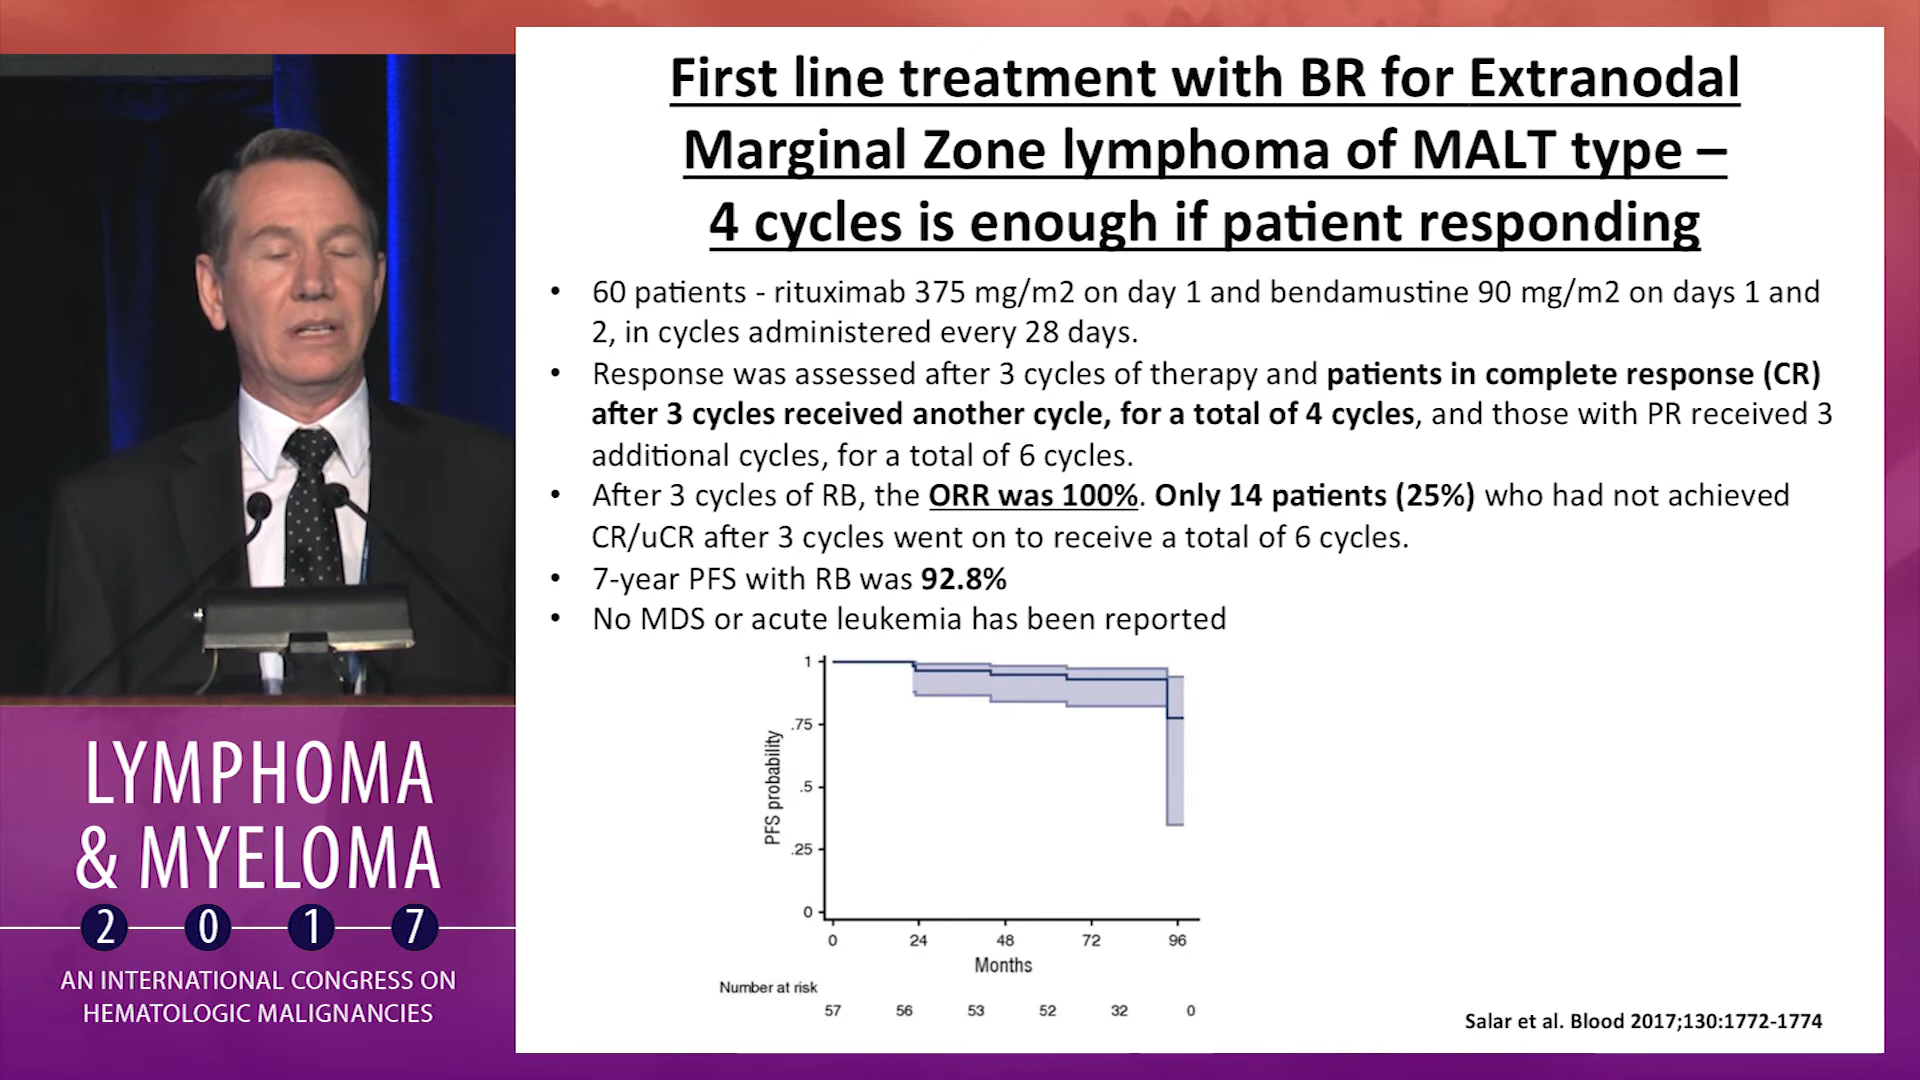 First line treatment with BR for Extranodal
Marginal Zone lymphoma of MALT type –
4 cycles is enough if patient responding
• 60 patients - rituximab 375 mg/m2 on day 1 and bendamustine 90 mg/m2 on days 1 and
2, in cycles administered every 28 days.
• Response was assessed after 3 cycles of therapy and patients in complete response (CR)
after 3 cycles received another cycle, for a total of 4 cycles, and those with PR received 3
additional cycles, for a total of 6 cycles.
• After 3 cycles of RB, the ORR was 100%. Only 14 patients (25%) who had not achieved
CR/uCR after 3 cycles went on to receive a total of 6 cycles.
• 7-year PFS with RB was 92.8%
• No MDS or acute leukemia has been reported
PFS probability
1
.75
.5
.25
0
0 24 48 72 96
Months
Number at risk
57 56 53 52 32 0
Salar et al. Blood 2017;130:1772-1774
LYMPHOMA
& MYELOMA
2 0 1 7
AN INTERNATIONAL CONGRESS ON
HEMATOLOGIC MALIGNANCIES